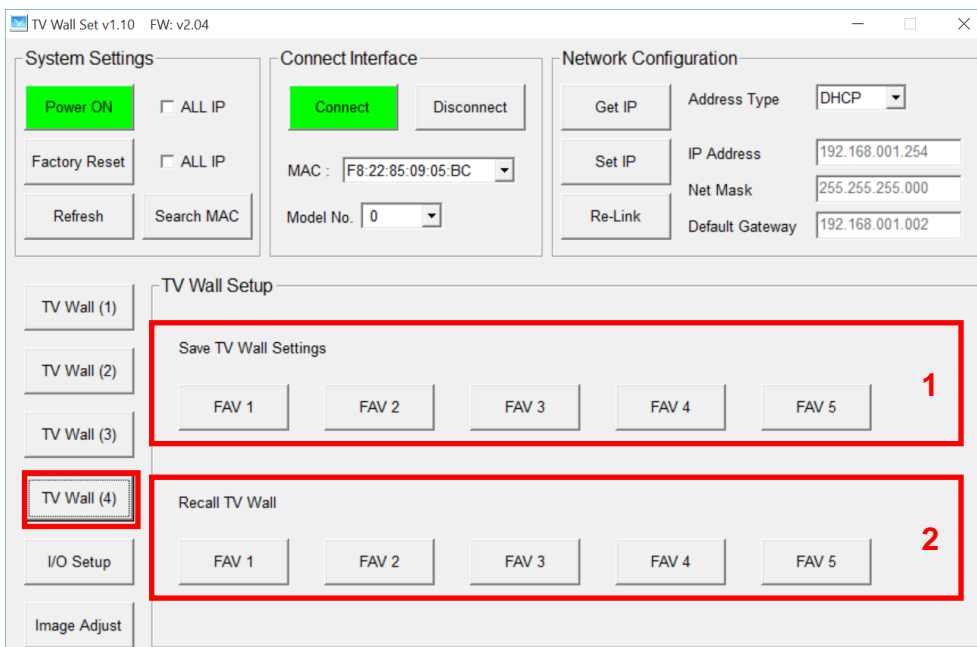 TV Wall Set v1.10 FW: v2.04
System Settings
Power ON ALL IP
Factory Reset ALL IP
Refresh Search MAC
Connect Interface
Connect Disconnect
MAC : F8:22:85:09:05:BC
Model No. 0
Network Configuration
Get IP Address Type DHCP
Set IP IP Address 192.168.001.254
Net Mask 255.255.255.000
Re-Link Default Gateway 192.168.001.002
TV Wall (1)
TV Wall (2)
TV Wall (3)
TV Wall (4)
I/O Setup
Image Adjust
TV Wall Setup
Save TV Wall Settings
FAV 1 FAV 2 FAV 3 FAV 4 FAV 5
1
Recall TV Wall
FAV 1 FAV 2 FAV 3 FAV 4 FAV 5
2